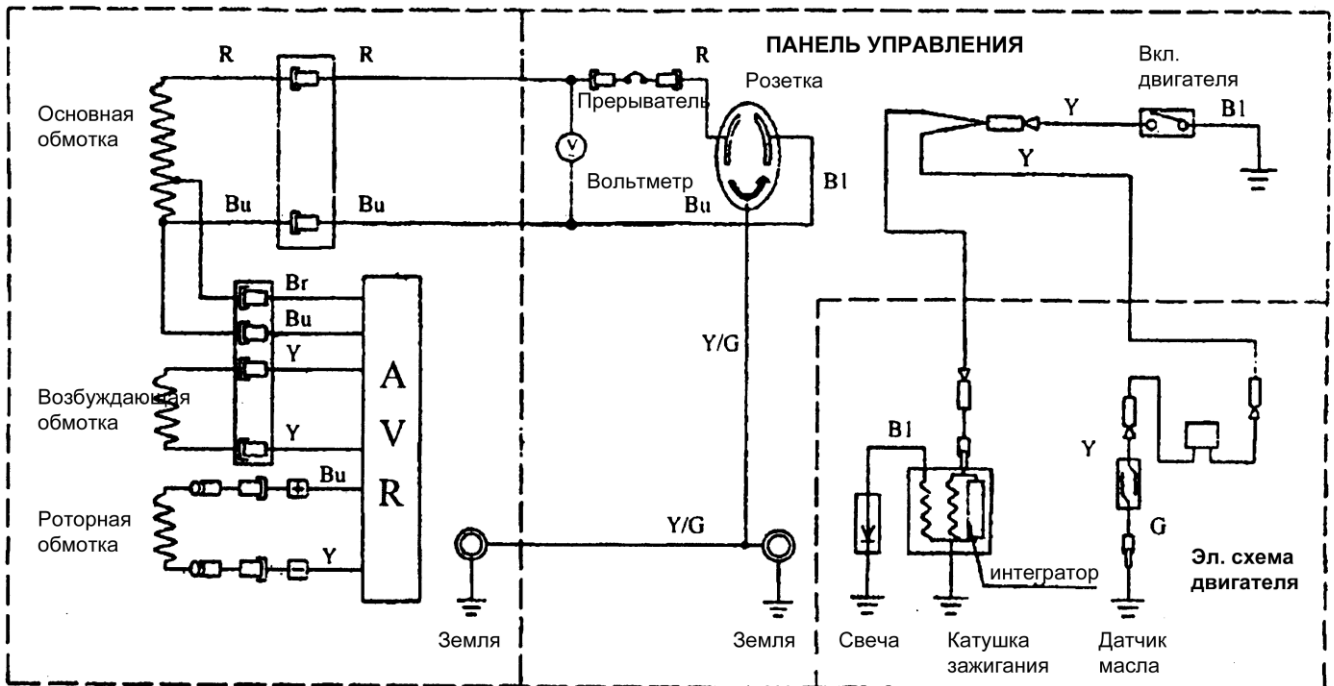 ПАНЕЛЬ УПРАВЛЕНИЯ
R
R
R
Розетка
Вкл.
двигателя
Прерыватель
Основная
обмотка
Y
Bl
V
~
Y
Вольтметр
Bl
Bu
Bu
Bu
Br
Bu
Y
Y/G
Возбуждающая
обмотка
A
V
R
Y
Bl
Y
Bu
Роторная
обмотка
+
Y
−
Y/G
G
Эл. схема
двигателя
интегратор
Земля
Земля
Свеча
Катушка
зажигания
Датчик
масла